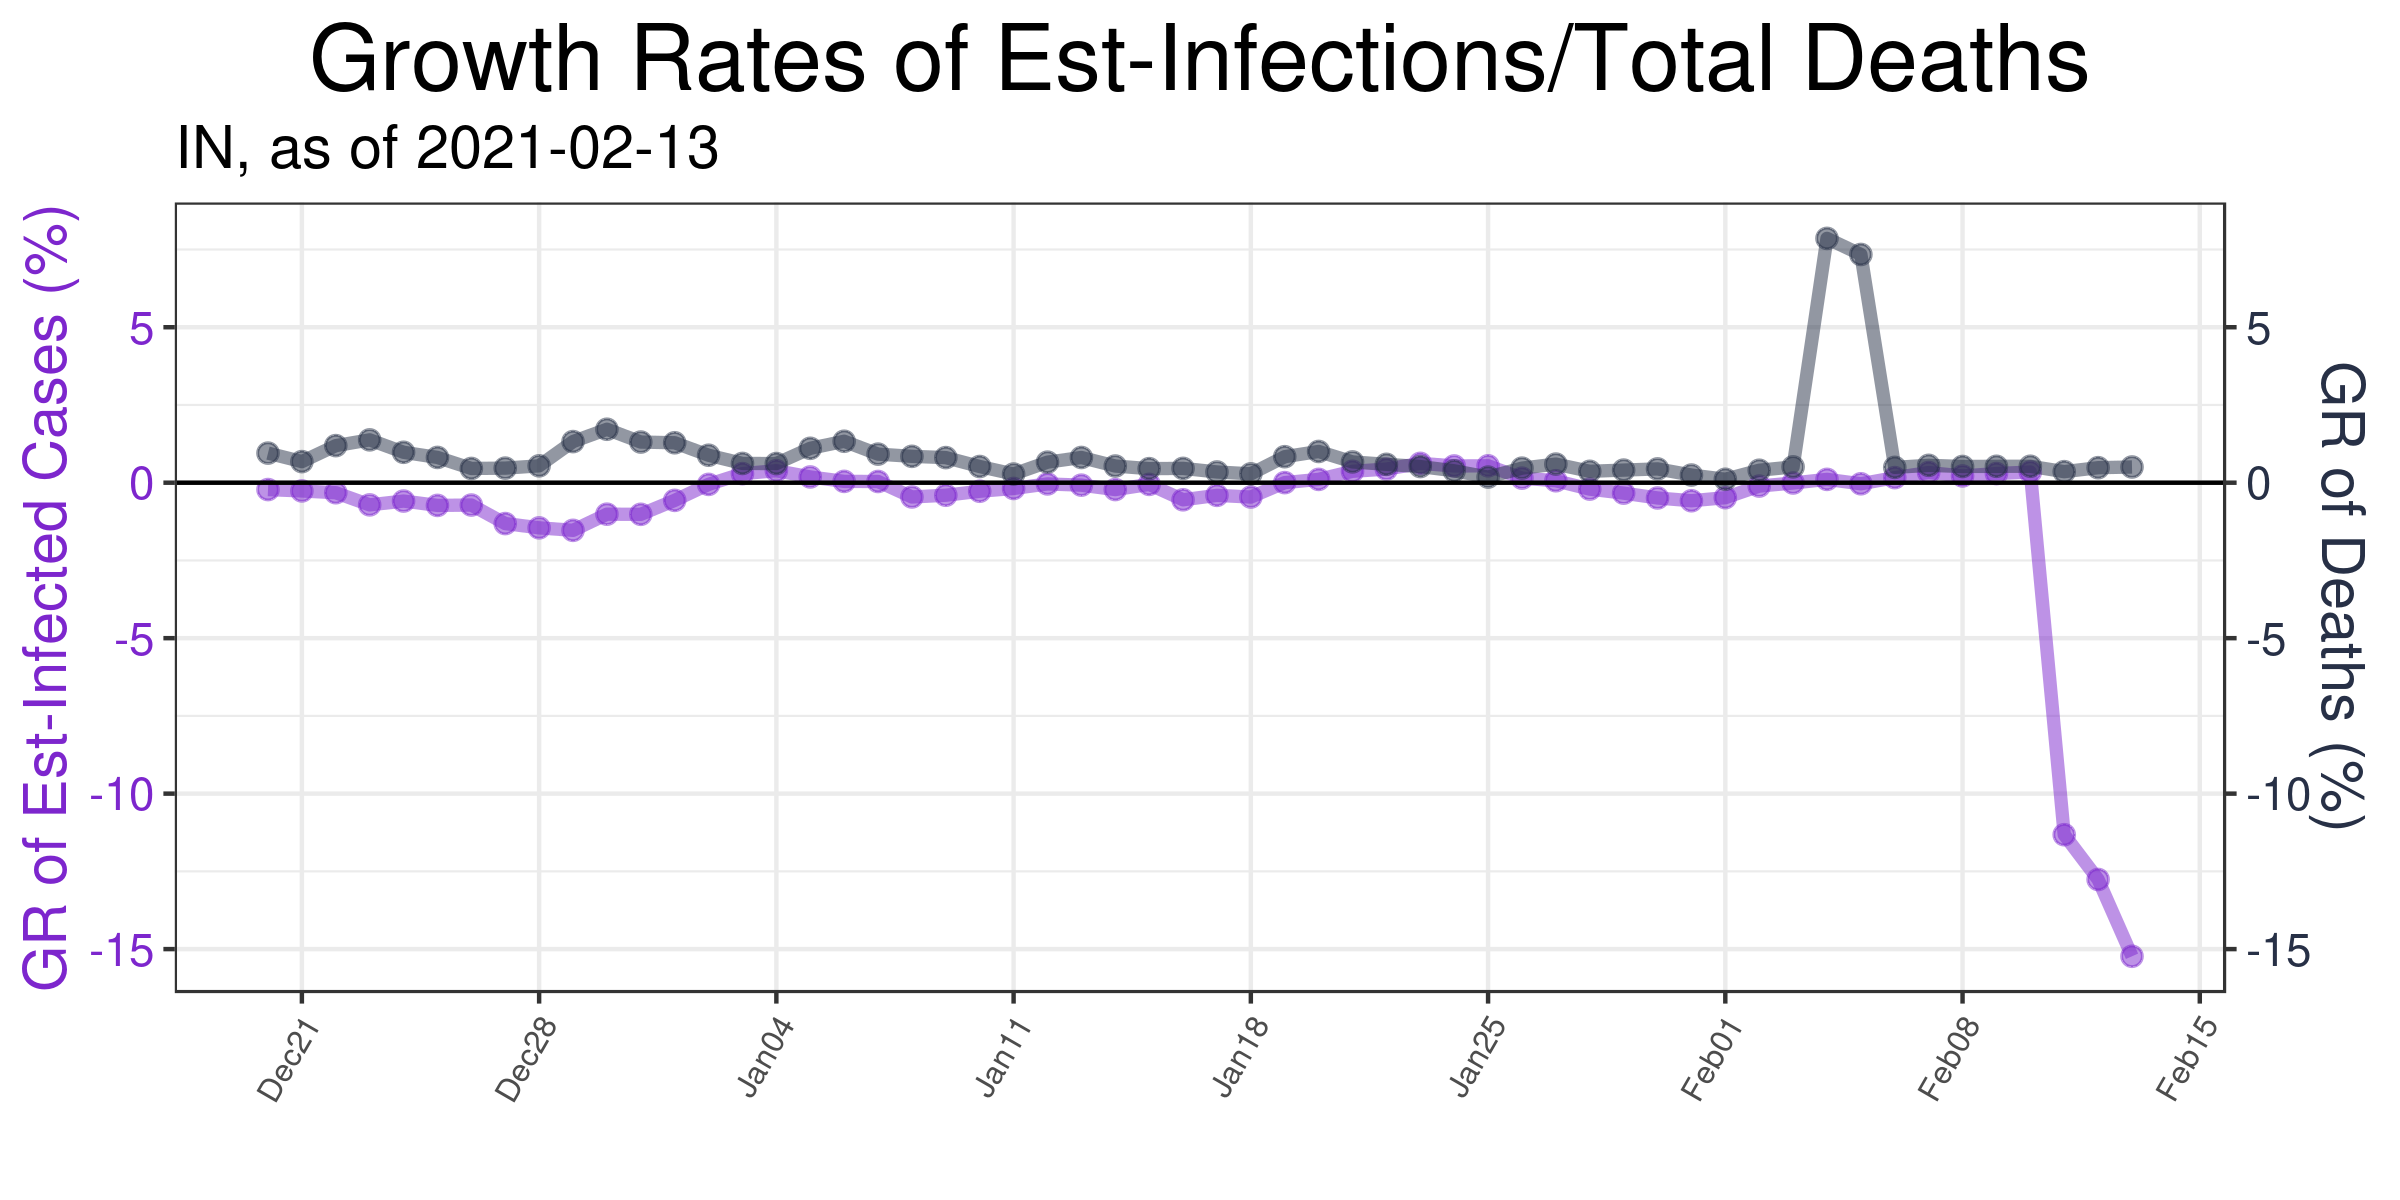 Growth Rates of Est-Infections/Total Deaths
IN, as of 2021-02-13
GR of Est-Infected Cases (%)
5
0
-5
-10
-15
5
0
-5
-10
-15
GR of Deaths (%)
Dec21
Dec28
Jan04
Jan11
Jan18
Jan25
Feb01
Feb08
Feb15